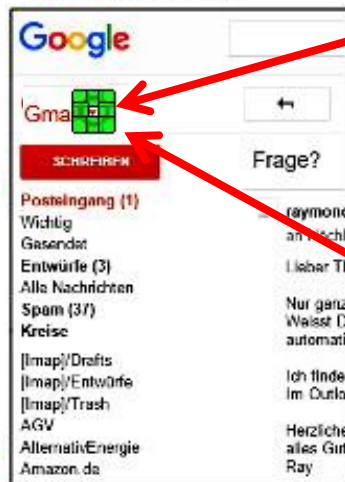 Google
Gma
SCHREIBEN
Frage?
Posteingang (1)
Wichtig
Gesendet
Entwürfe (3)
Alle Nachrichten
Spam (37)
Kreise
[Imap]/Drafts
[Imap]/Entwürfe
[Imap]/Trash
AGV
AlternativEnergie
Amazon.de
raymond
an
Lieber Th
Nur ganz
Weisst D
automati
Ich finde
Im Outlo
Herzliche
alles Gut
Ray